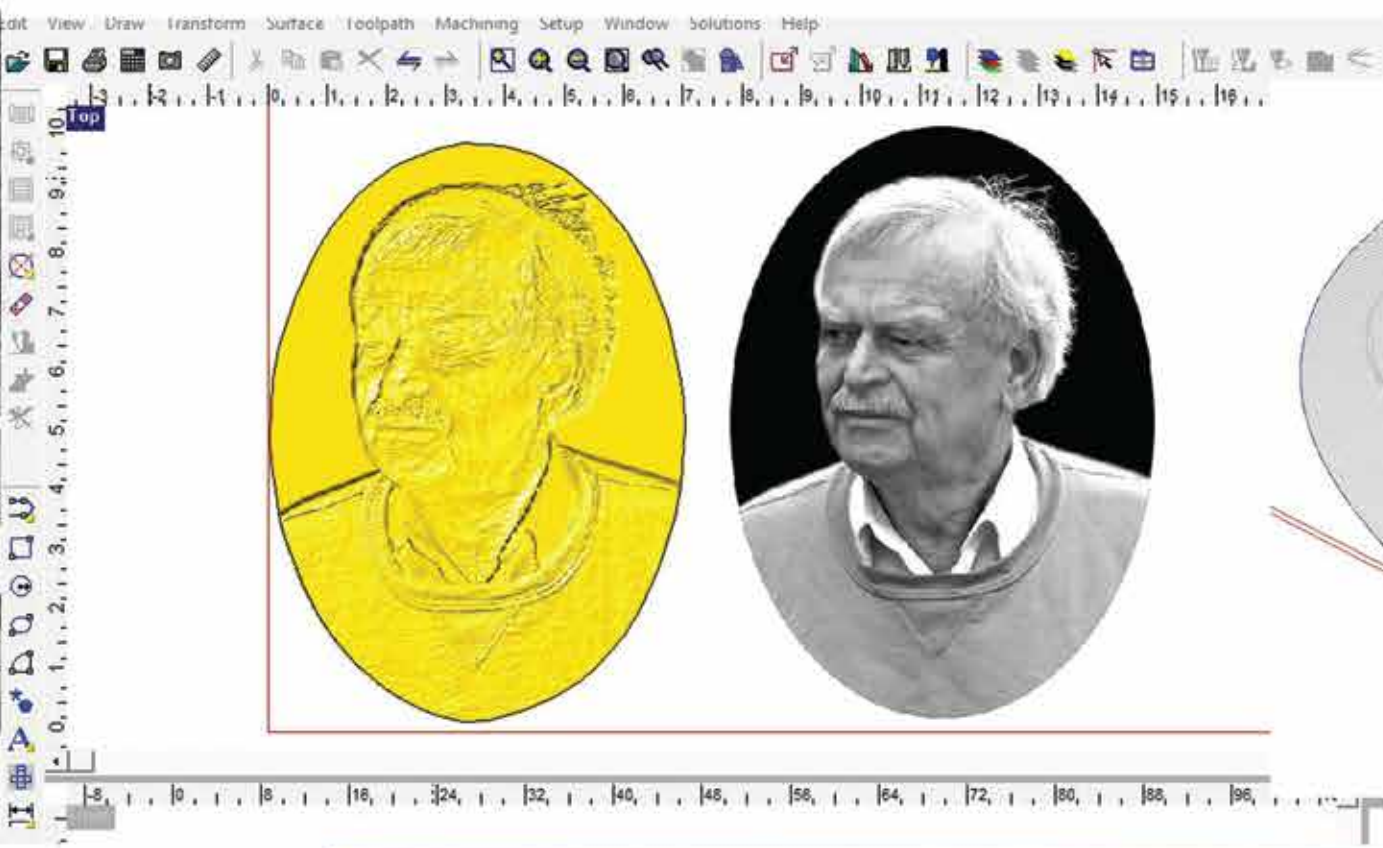 Edit View Draw Transform Surface Toolpath Machining Setup Window Solutions Help
-3 -2 -1 0 1 2 3 4 5 6 7 8 9 10 11 12 13 14 15 16
Top
10
9
8
7
6
5
4
3
2
1
0
A
-8 0 8 16 24 32 40 48 56 64 72 80 88 96